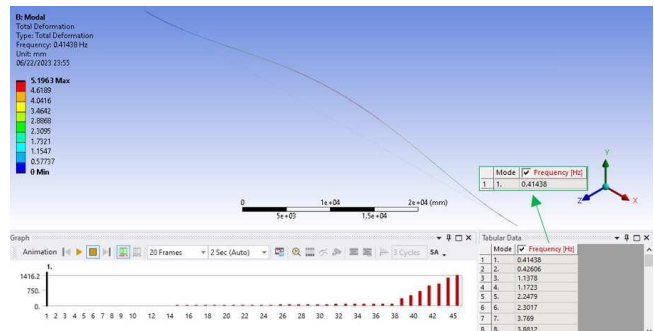 B: Modal
Total Deformation
Type: Total Deformation
Frequency: 0.41438 Hz
Unit: mm
06/22/2023 23:55
5.1963 Max
4.6189
4.0416
3.4642
2.8868
2.3095
1.7321
1.1547
0.57737
0 Min
Mode Frequency [Hz]
1 1. 0.41438
Y
Z X
0 1e+04 2e+04 (mm)
5e+03 1.5e+04
Graph
Animation 20 Frames 2 Sec (Auto) 3 Cycles SA
1.
1416.2
750.
0.
1 2 3 4 5 6 7 8 9 10 12 14 16 18 20 22 24 26 28 30 32 34 36 38 40 42 45
Tabular Data
Mode Frequency [Hz]
1 1. 0.41438
2 2. 0.42606
3 3. 1.1378
4 4. 1.1723
5 5. 2.2479
6 6. 2.3017
7 7. 3.769
8 8. 3.8812